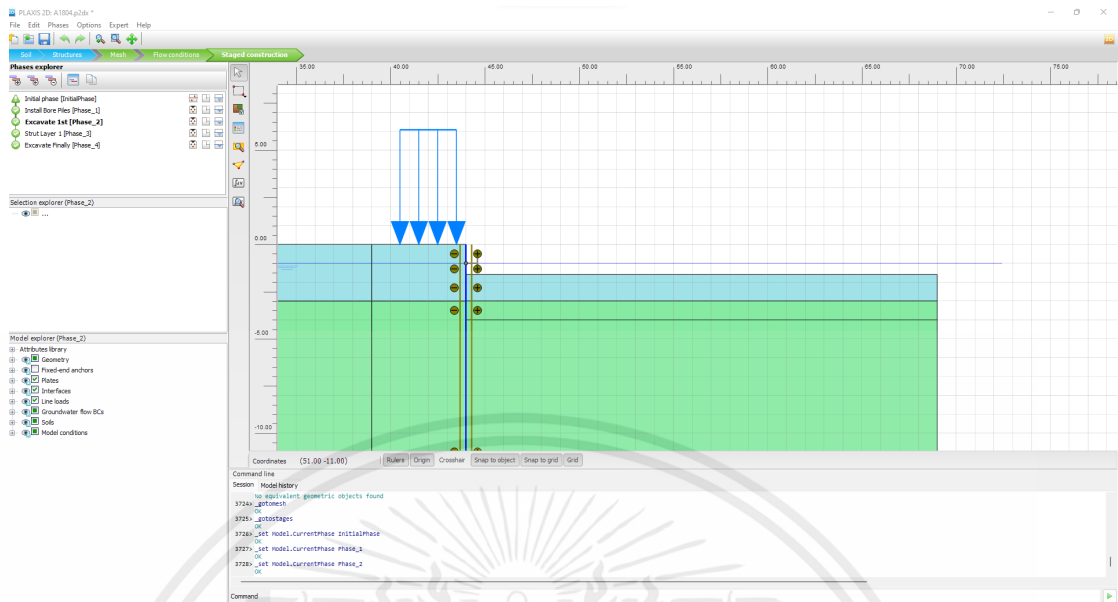 PLAXIS 2D: A1804.p2dx *
File Edit Phases Options Expert Help
Soil Structures Mesh Flow conditions Staged construction
Phases explorer
Initial phase [InitialPhase]
Install Bore Piles [Phase_1]
Excavate 1st [Phase_2]
Strut Layer 1 [Phase_3]
Excavate Finally [Phase_4]
Selection explorer (Phase_2)
...
Model explorer (Phase_2)
Attributes library
Geometry
Fixed-end anchors
Plates
Interfaces
Line loads
Groundwater flow BCs
Soils
Model conditions
35.00 40.00 45.00 50.00 55.00 60.00 65.00 70.00 75.00
5.00
0.00
-5.00
-10.00
Coordinates (51.00 -11.00) Rulers Origin Crosshair Snap to object Snap to grid Grid
Command line
Session Model history
No equivalent geometric objects found
3724> _gotomesh
OK
3725> _gotostages
OK
3726> _set Model.CurrentPhase InitialPhase
OK
3727> _set Model.CurrentPhase Phase_1
OK
3728> _set Model.CurrentPhase Phase_2
OK
Command